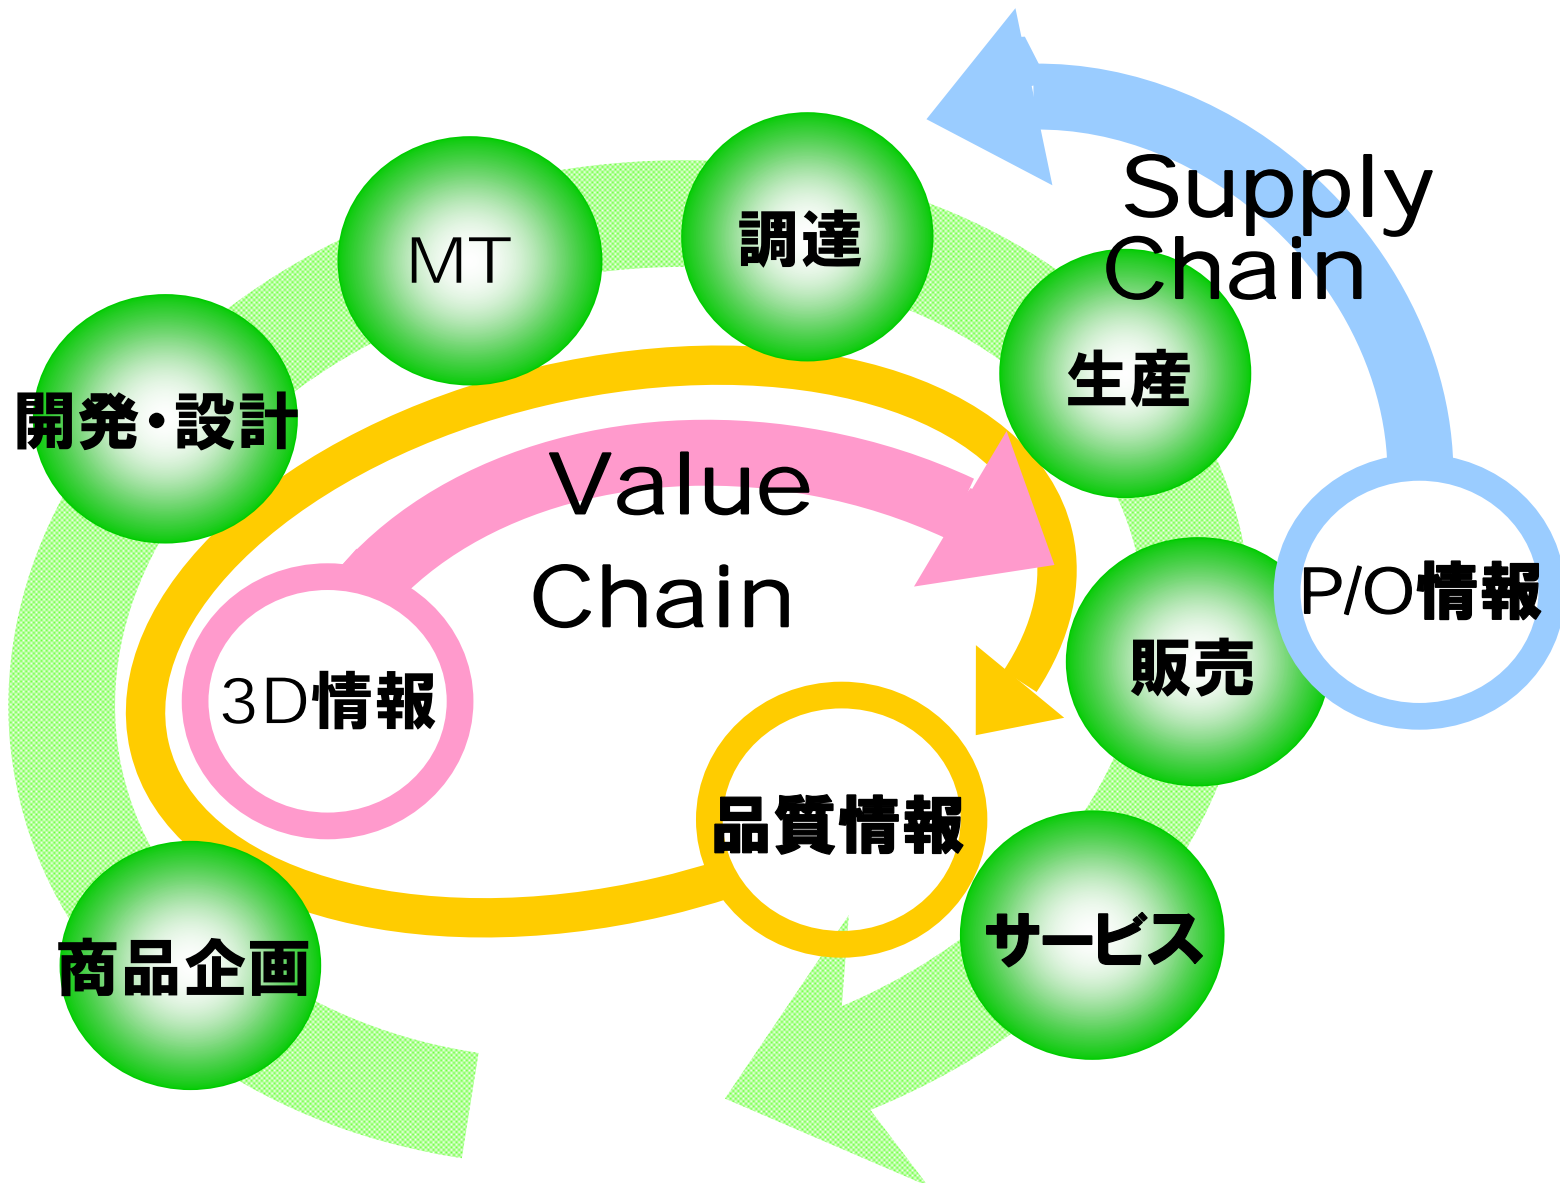 Supply
Chain
調達
MT
生産
開発・設計
Value
Chain
P/O情報
販売
3D情報
品質情報
サービス
商品企画